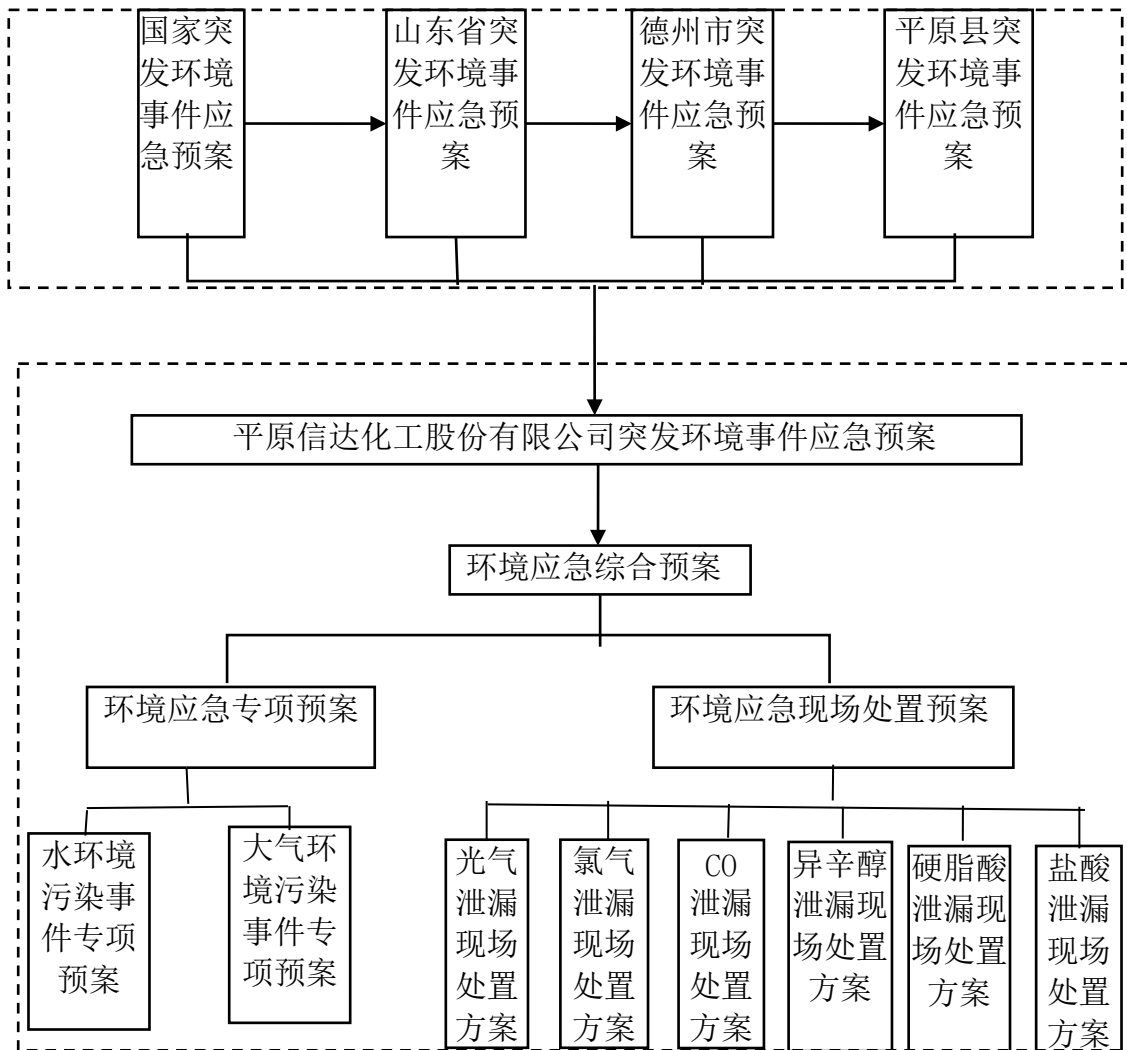 国家突
发环境
事件应
急预案
山东省突
发环境事
件应急预
案
德州市突
发环境事
件应急预
案
平原县突
发环境事
件应急预
案
平原信达化工股份有限公司突发环境事件应急预案
环境应急综合预案
环境应急专项预案
环境应急现场处置预案
水环境
污染事
件专项
预案
大气环
境污染
事件专
项预案
光气
泄漏
现场
处置
方案
氯气
泄漏
现场
处置
方案
CO
泄漏
现场
处置
方案
异辛醇
泄漏现
场处置
方案
硬脂酸
泄漏现
场处置
方案
盐酸
泄漏
现场
处置
方案